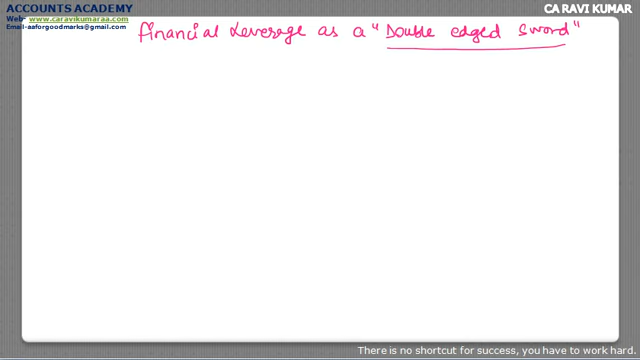 ACCOUNTS ACADEMY
CA RAVI KUMAR
Web- www.caravikumaraa.com
Email-aaforgoodmarks@gmail.com
financial Leverage as a "Double edged Sword"
There is no shortcut for success, you have to work hard.